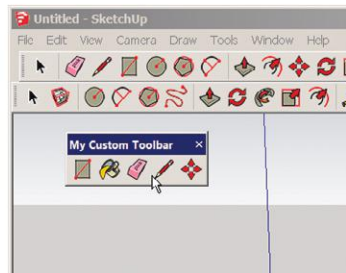 Untitled - SketchUp
File Edit View Camera Draw Tools Window Help
My Custom Toolbar